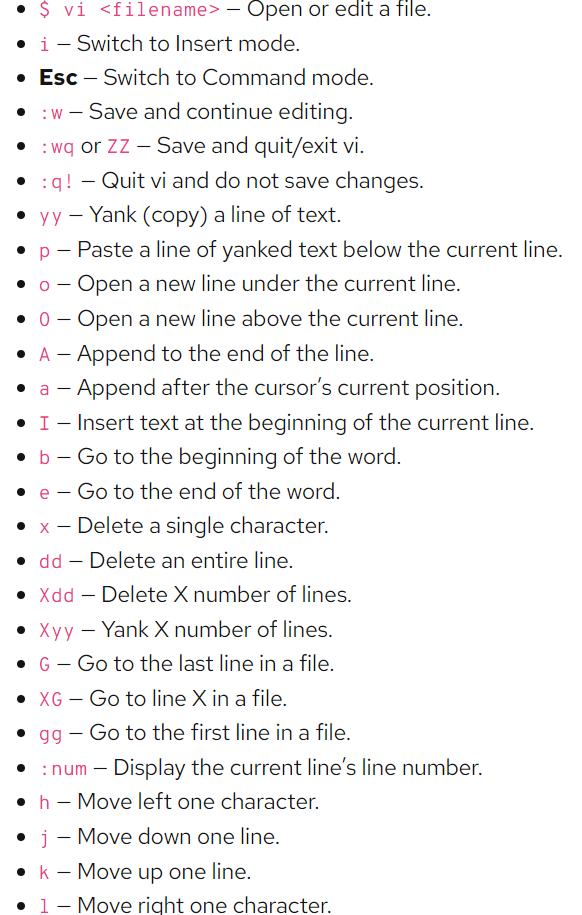 • $ vi <filename> – Open or edit a file.
• i – Switch to Insert mode.
• Esc – Switch to Command mode.
• :w – Save and continue editing.
• :wq or ZZ – Save and quit/exit vi.
• :q! – Quit vi and do not save changes.
• yy – Yank (copy) a line of text.
• p – Paste a line of yanked text below the current line.
• o – Open a new line under the current line.
• O – Open a new line above the current line.
• A – Append to the end of the line.
• a – Append after the cursor’s current position.
• I – Insert text at the beginning of the current line.
• b – Go to the beginning of the word.
• e – Go to the end of the word.
• x – Delete a single character.
• dd – Delete an entire line.
• Xdd – Delete X number of lines.
• Xyy – Yank X number of lines.
• G – Go to the last line in a file.
• XG – Go to line X in a file.
• gg – Go to the first line in a file.
• :num – Display the current line’s line number.
• h – Move left one character.
• j – Move down one line.
• k – Move up one line.
• l – Move right one character.